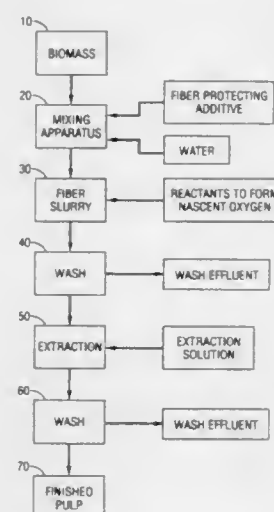 10
BIOMASS
20
MIXING
APPARATUS
FIBER PROTECTING
ADDITIVE
WATER
30
FIBER
SLURRY
REACTANTS TO FORM
NASCENT OXYGEN
40
WASH
WASH EFFLUENT
50
EXTRACTION
EXTRACTION
SOLUTION
60
WASH
WASH EFFLUENT
70
FINISHED
PULP